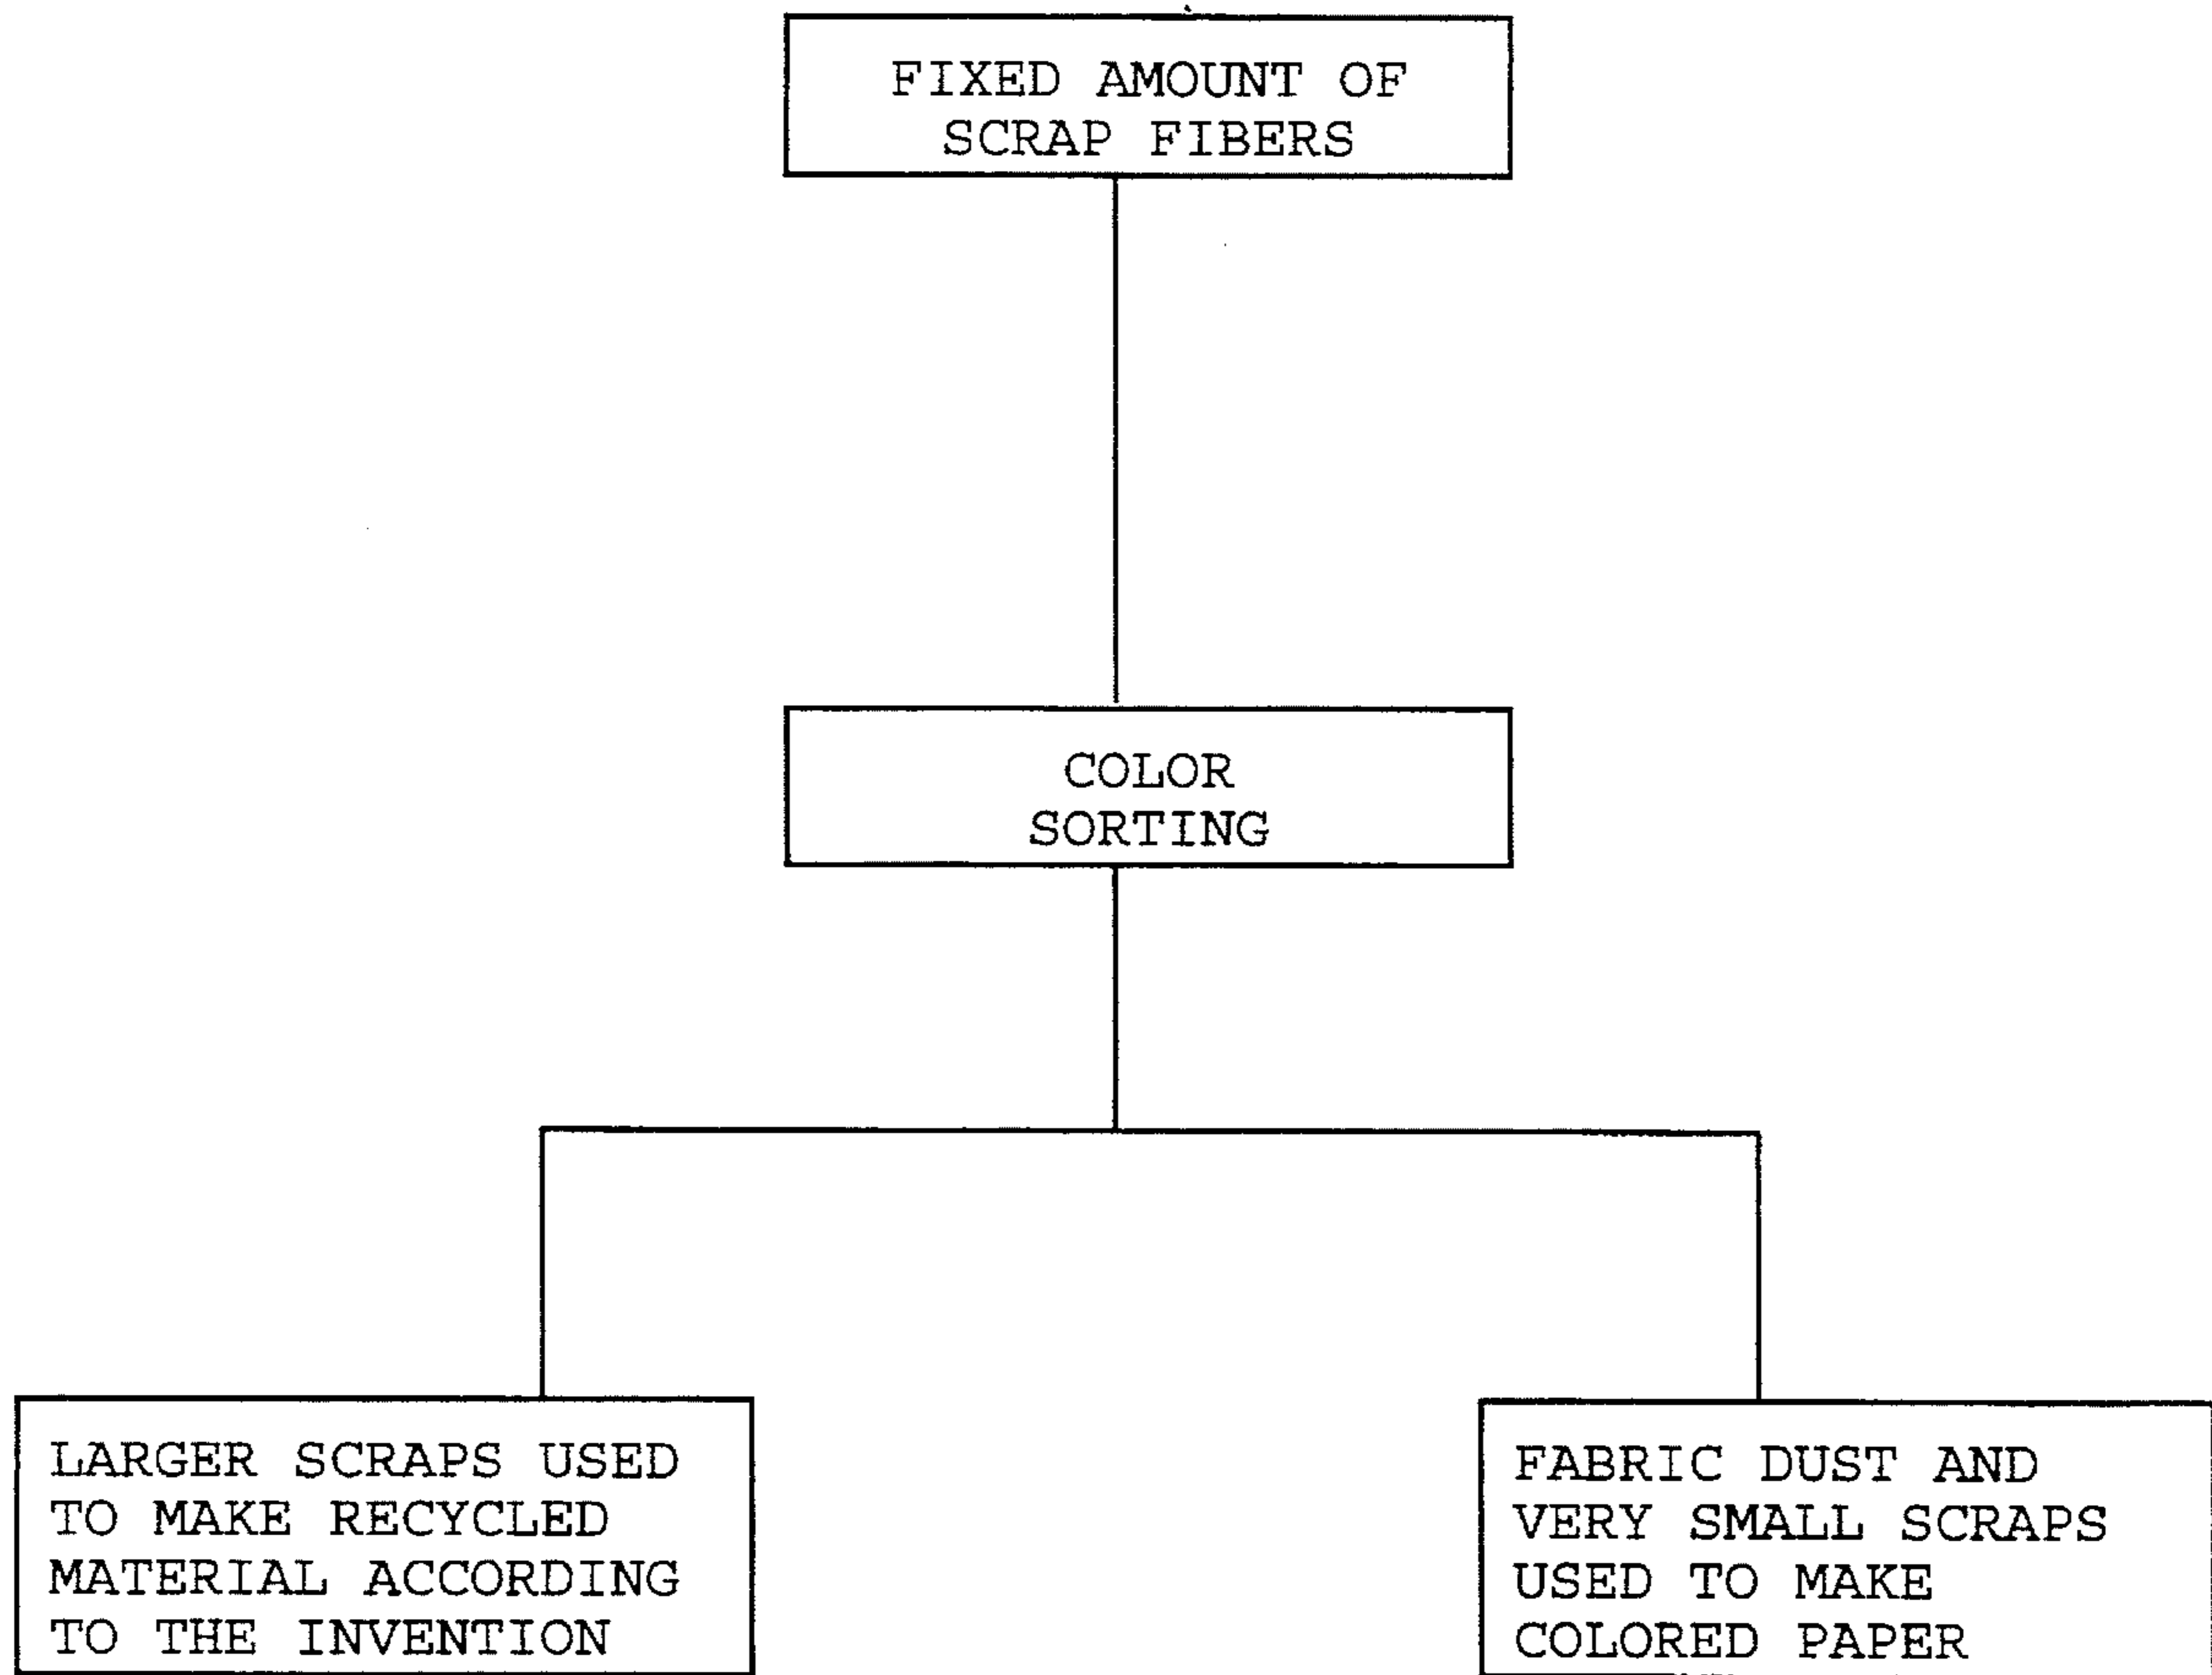 FIXED AMOUNT OF
SCRAP FIBERS
COLOR
SORTING
LARGER SCRAPS USED
TO MAKE RECYCLED
MATERIAL ACCORDING
TO THE INVENTION
FABRIC DUST AND
VERY SMALL SCRAPS
USED TO MAKE
COLORED PAPER